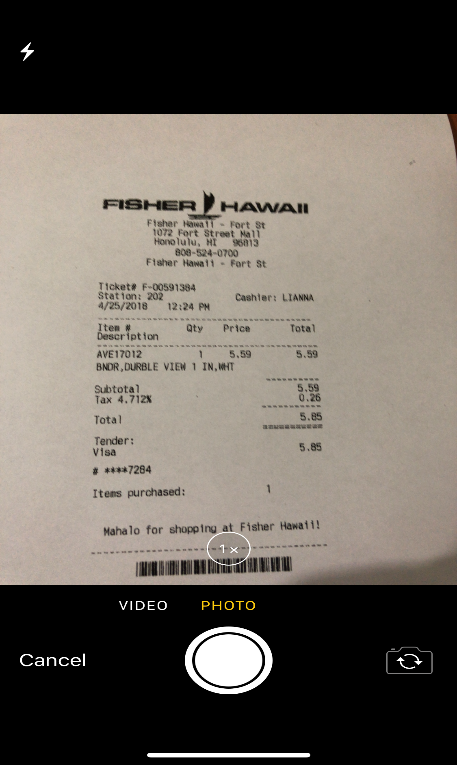 FISHER HAWAII
Fisher Hawaii - Fort St
1072 Fort Street Mall
Honolulu, HI 96813
808-524-0700
Fisher Hawaii - Fort St
Ticket# F-00591384
Station: 202 Cashier: LIANNA
4/25/2018 12:24 PM
Item # Qty Price Total
Description
AVE17012 1 5.59 5.59
BNDR,DURBLE VIEW 1 IN,WHT
Subtotal 5.59
Tax 4.712% 0.26
Total 5.85
Tender:
Visa 5.85
# ****7284
Items purchased: 1
Mahalo for shopping at Fisher Hawaii!
1×
VIDEO PHOTO
Cancel